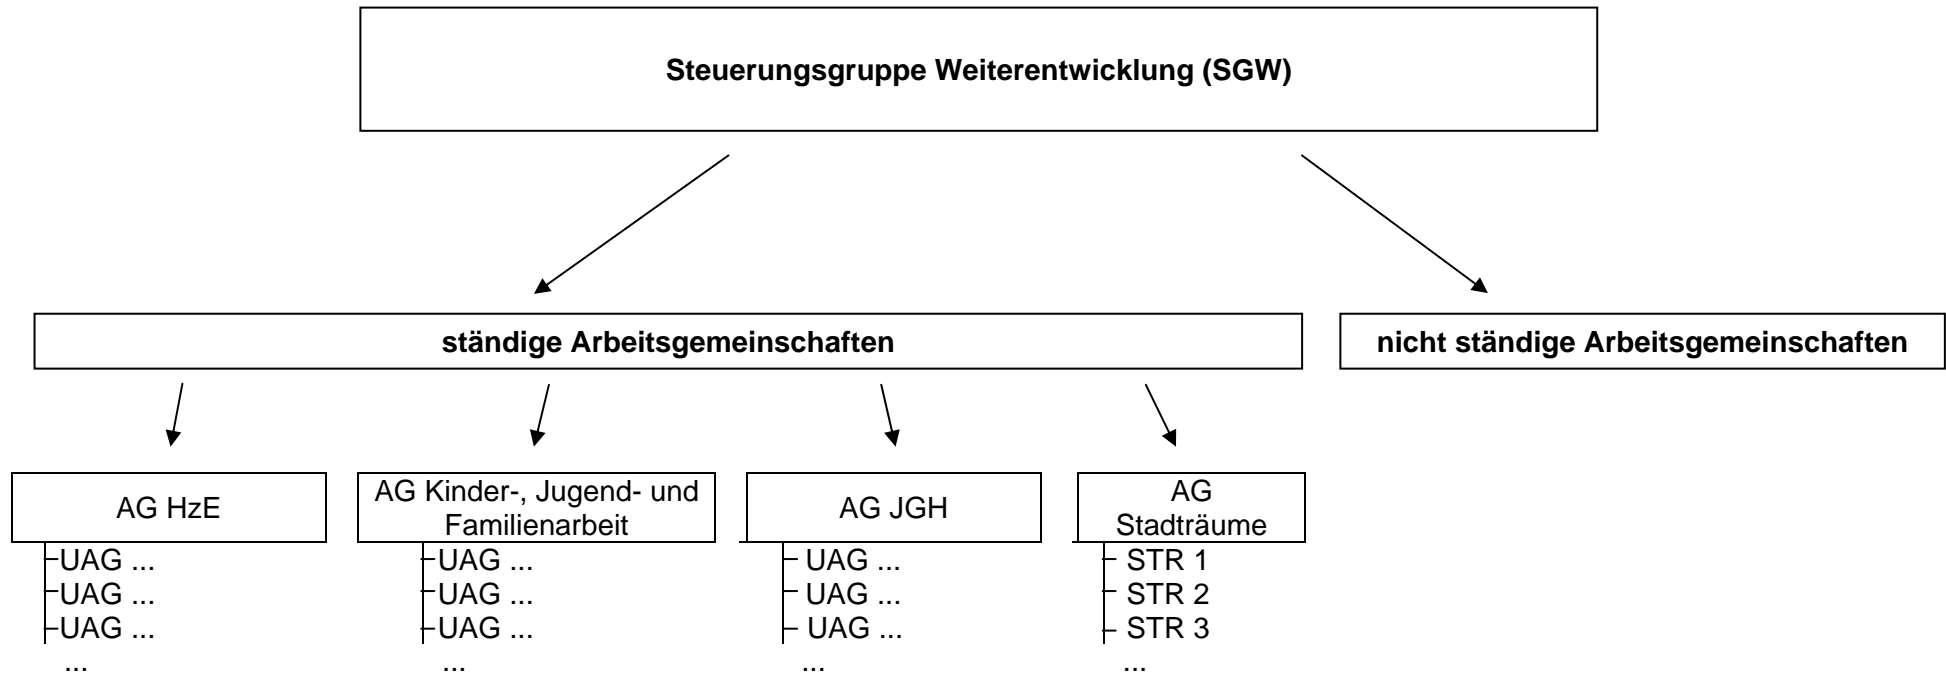 Steuerungsgruppe Weiterentwicklung (SGW)
ständige Arbeitsgemeinschaften
nicht ständige Arbeitsgemeinschaften
AG HzE
UAG ...
UAG ...
UAG ...
...
AG Kinder-, Jugend- und
Familienarbeit
UAG ...
UAG ...
UAG ...
...
AG JGH
UAG ...
UAG ...
UAG ...
...
AG
Stadträume
STR 1
STR 2
STR 3
...